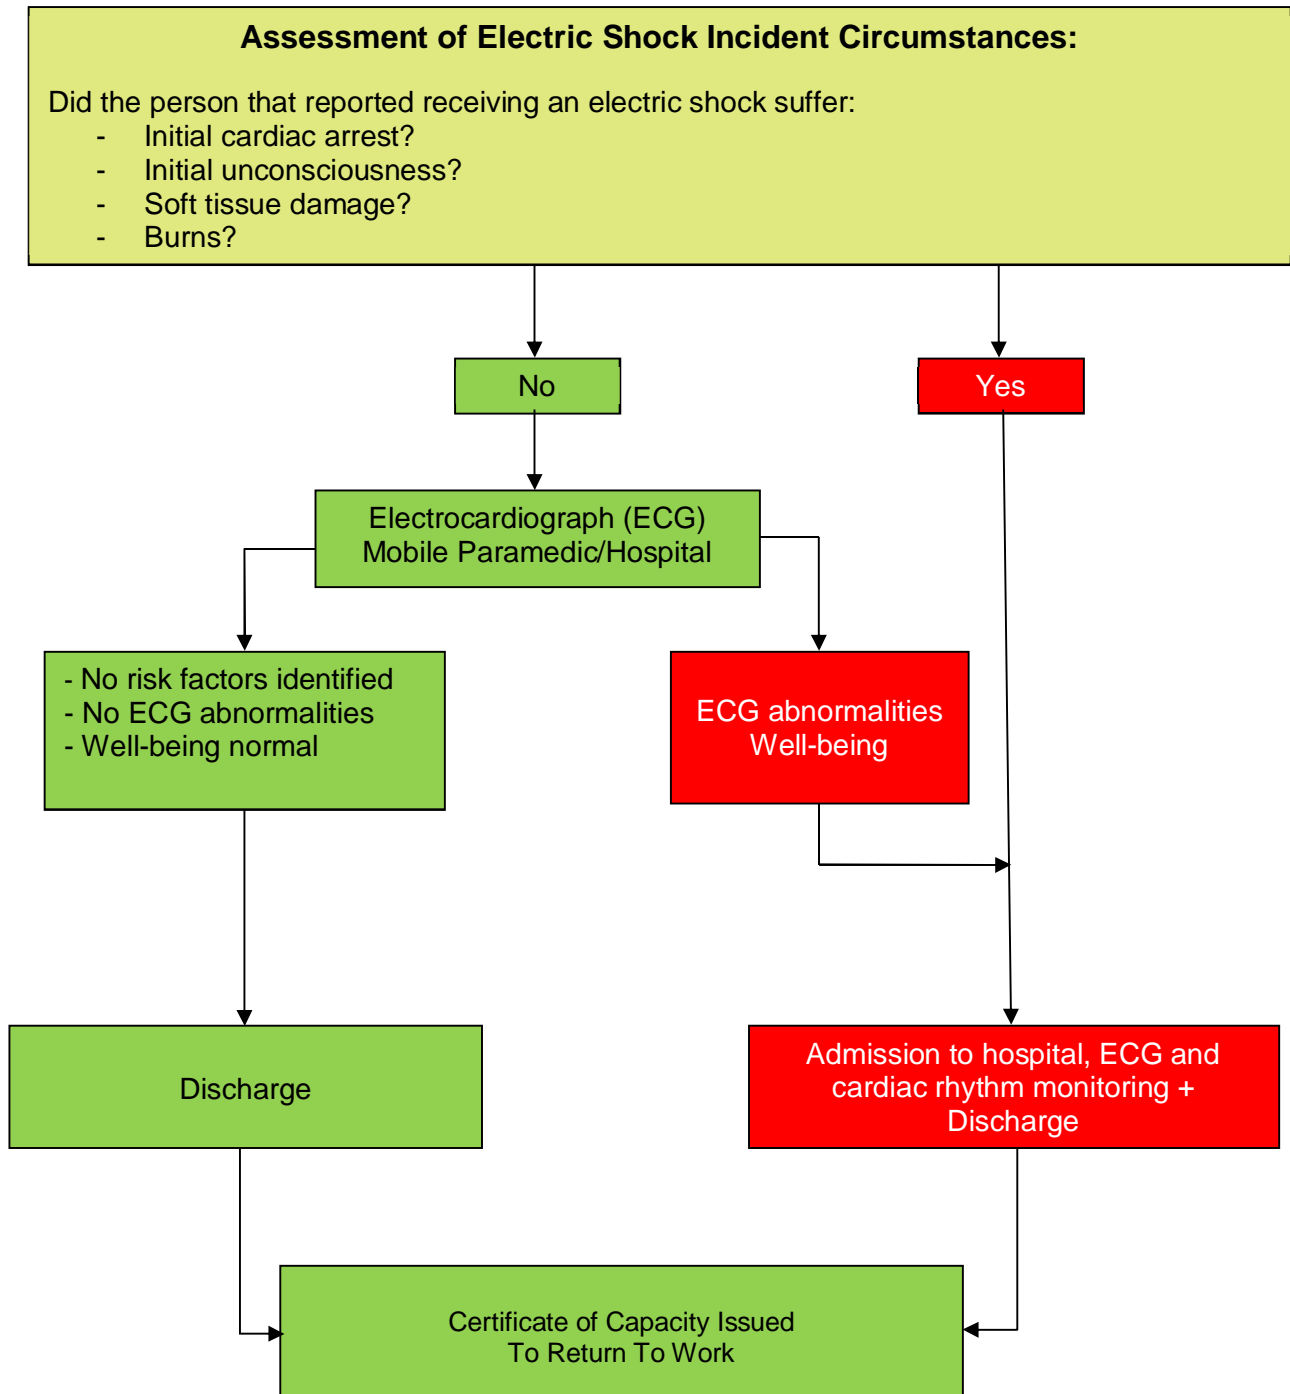 Assessment of Electric Shock Incident Circumstances:
Did the person that reported receiving an electric shock suffer:
- Initial cardiac arrest?
- Initial unconsciousness?
- Soft tissue damage?
- Burns?
No
Yes
Electrocardiograph (ECG)
Mobile Paramedic/Hospital
- No risk factors identified
- No ECG abnormalities
- Well-being normal
ECG abnormalities
Well-being
Discharge
Admission to hospital, ECG and
cardiac rhythm monitoring +
Discharge
Certificate of Capacity Issued
To Return To Work